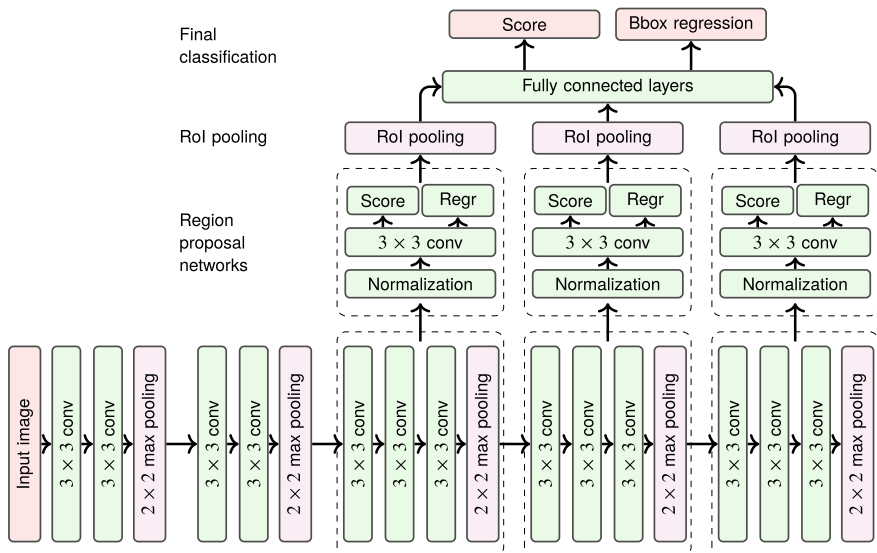 Final
classification
Score
Bbox regression
Fully connected layers
RoI pooling
RoI pooling
RoI pooling
RoI pooling
Region
proposal
networks
Score
Regr
Score
Regr
Score
Regr
3 × 3 conv
3 × 3 conv
3 × 3 conv
Normalization
Normalization
Normalization
Input image
3 × 3 conv
3 × 3 conv
2 × 2 max pooling
3 × 3 conv
3 × 3 conv
2 × 2 max pooling
3 × 3 conv
3 × 3 conv
3 × 3 conv
2 × 2 max pooling
3 × 3 conv
3 × 3 conv
3 × 3 conv
2 × 2 max pooling
3 × 3 conv
3 × 3 conv
3 × 3 conv
2 × 2 max pooling